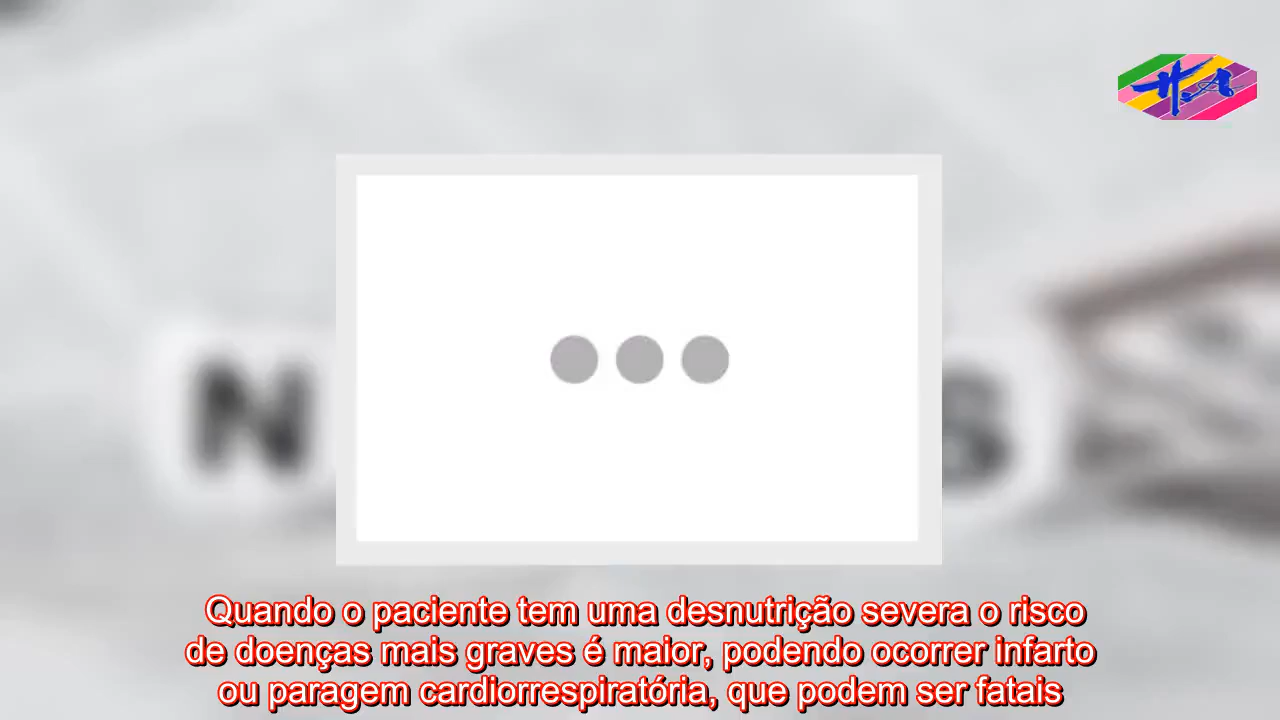 H.A
N S
Quando o paciente tem uma desnutrição severa o risco
de doenças mais graves é maior, podendo ocorrer infarto
ou paragem cardiorrespiratória, que podem ser fatais